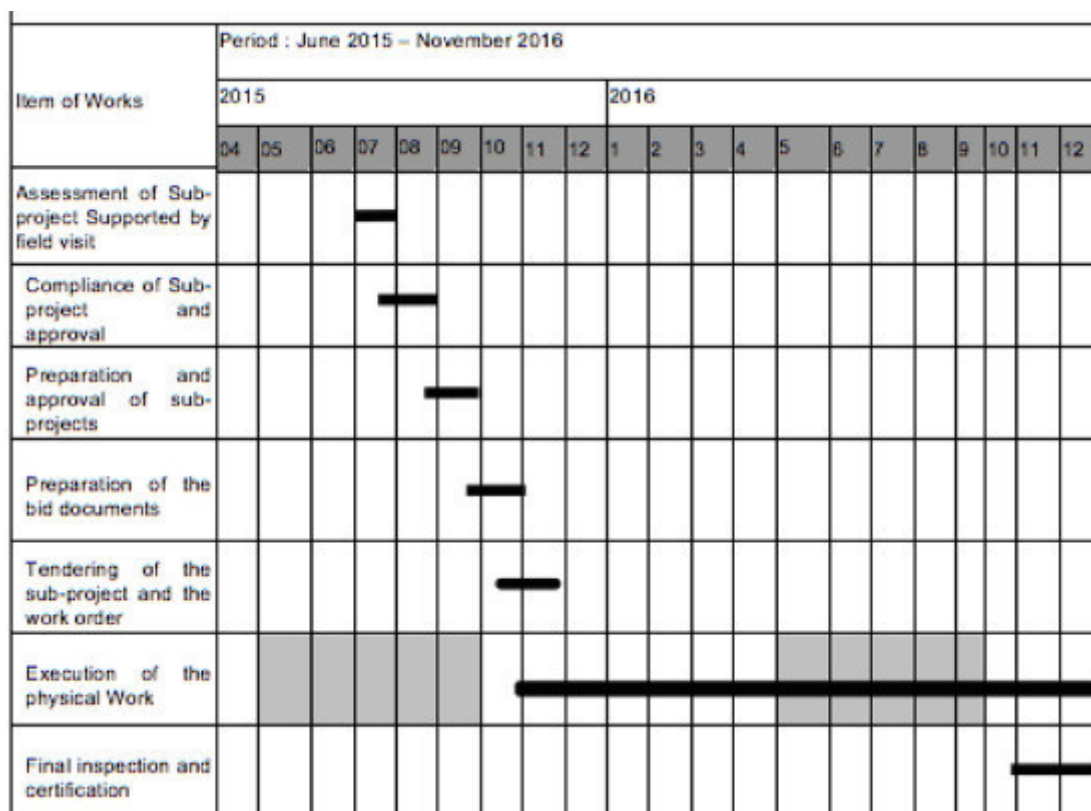 Period : June 2015 – November 2016
Item of Works
2015 2016
04 05 06 07 08 09 10 11 12 1 2 3 4 5 6 7 8 9 10 11 12
Assessment of Sub-
project Supported by
field visit
Compliance of Sub-
project and
approval
Preparation and
approval of sub-
projects
Preparation of the
bid documents
Tendering of the
sub-project and the
work order
Execution of the
physical Work
Final inspection and
certification